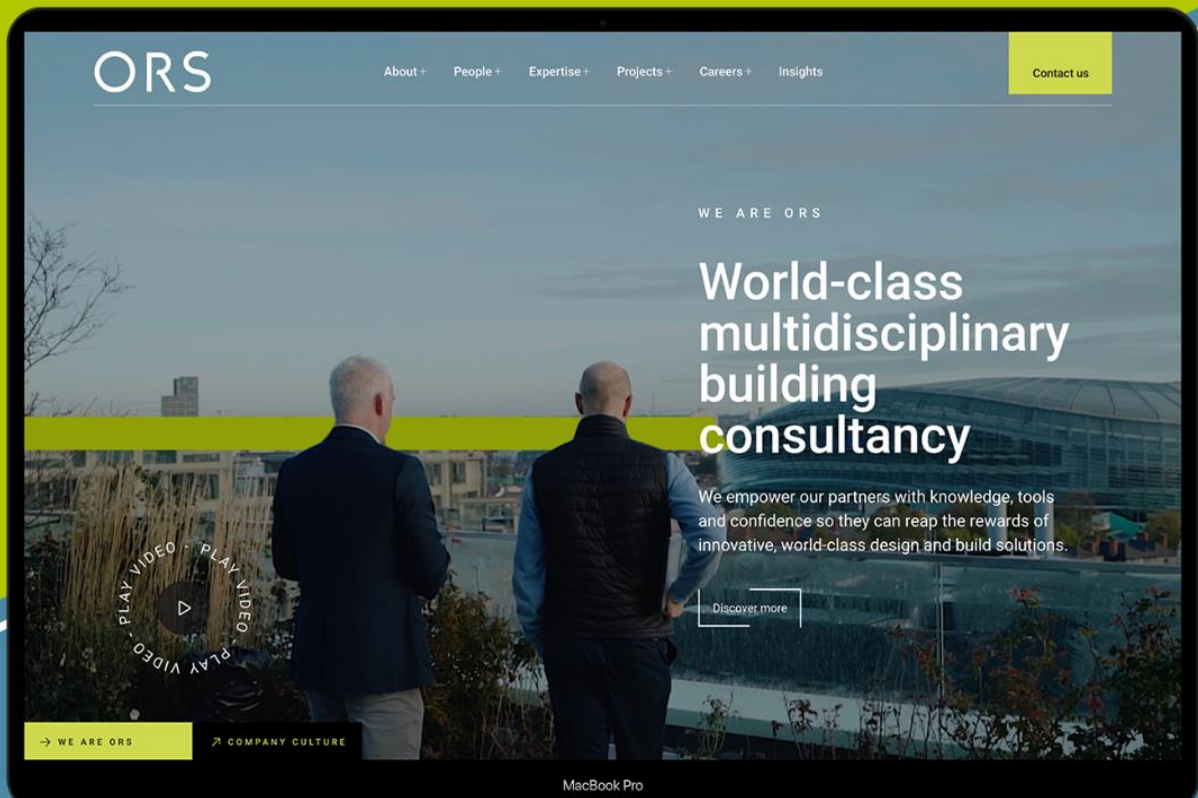 ORS
About +
People +
Expertise +
Projects +
Careers +
Insights
Contact us
WE ARE ORS
World-class
multidisciplinary
building
consultancy
We empower our partners with knowledge, tools
and confidence so they can reap the rewards of
innovative, world-class design and build solutions.
Discover more
PLAY VIDEO - PLAY VIDEO - PLAY VIDEO -
→ WE ARE ORS
↗ COMPANY CULTURE
MacBook Pro